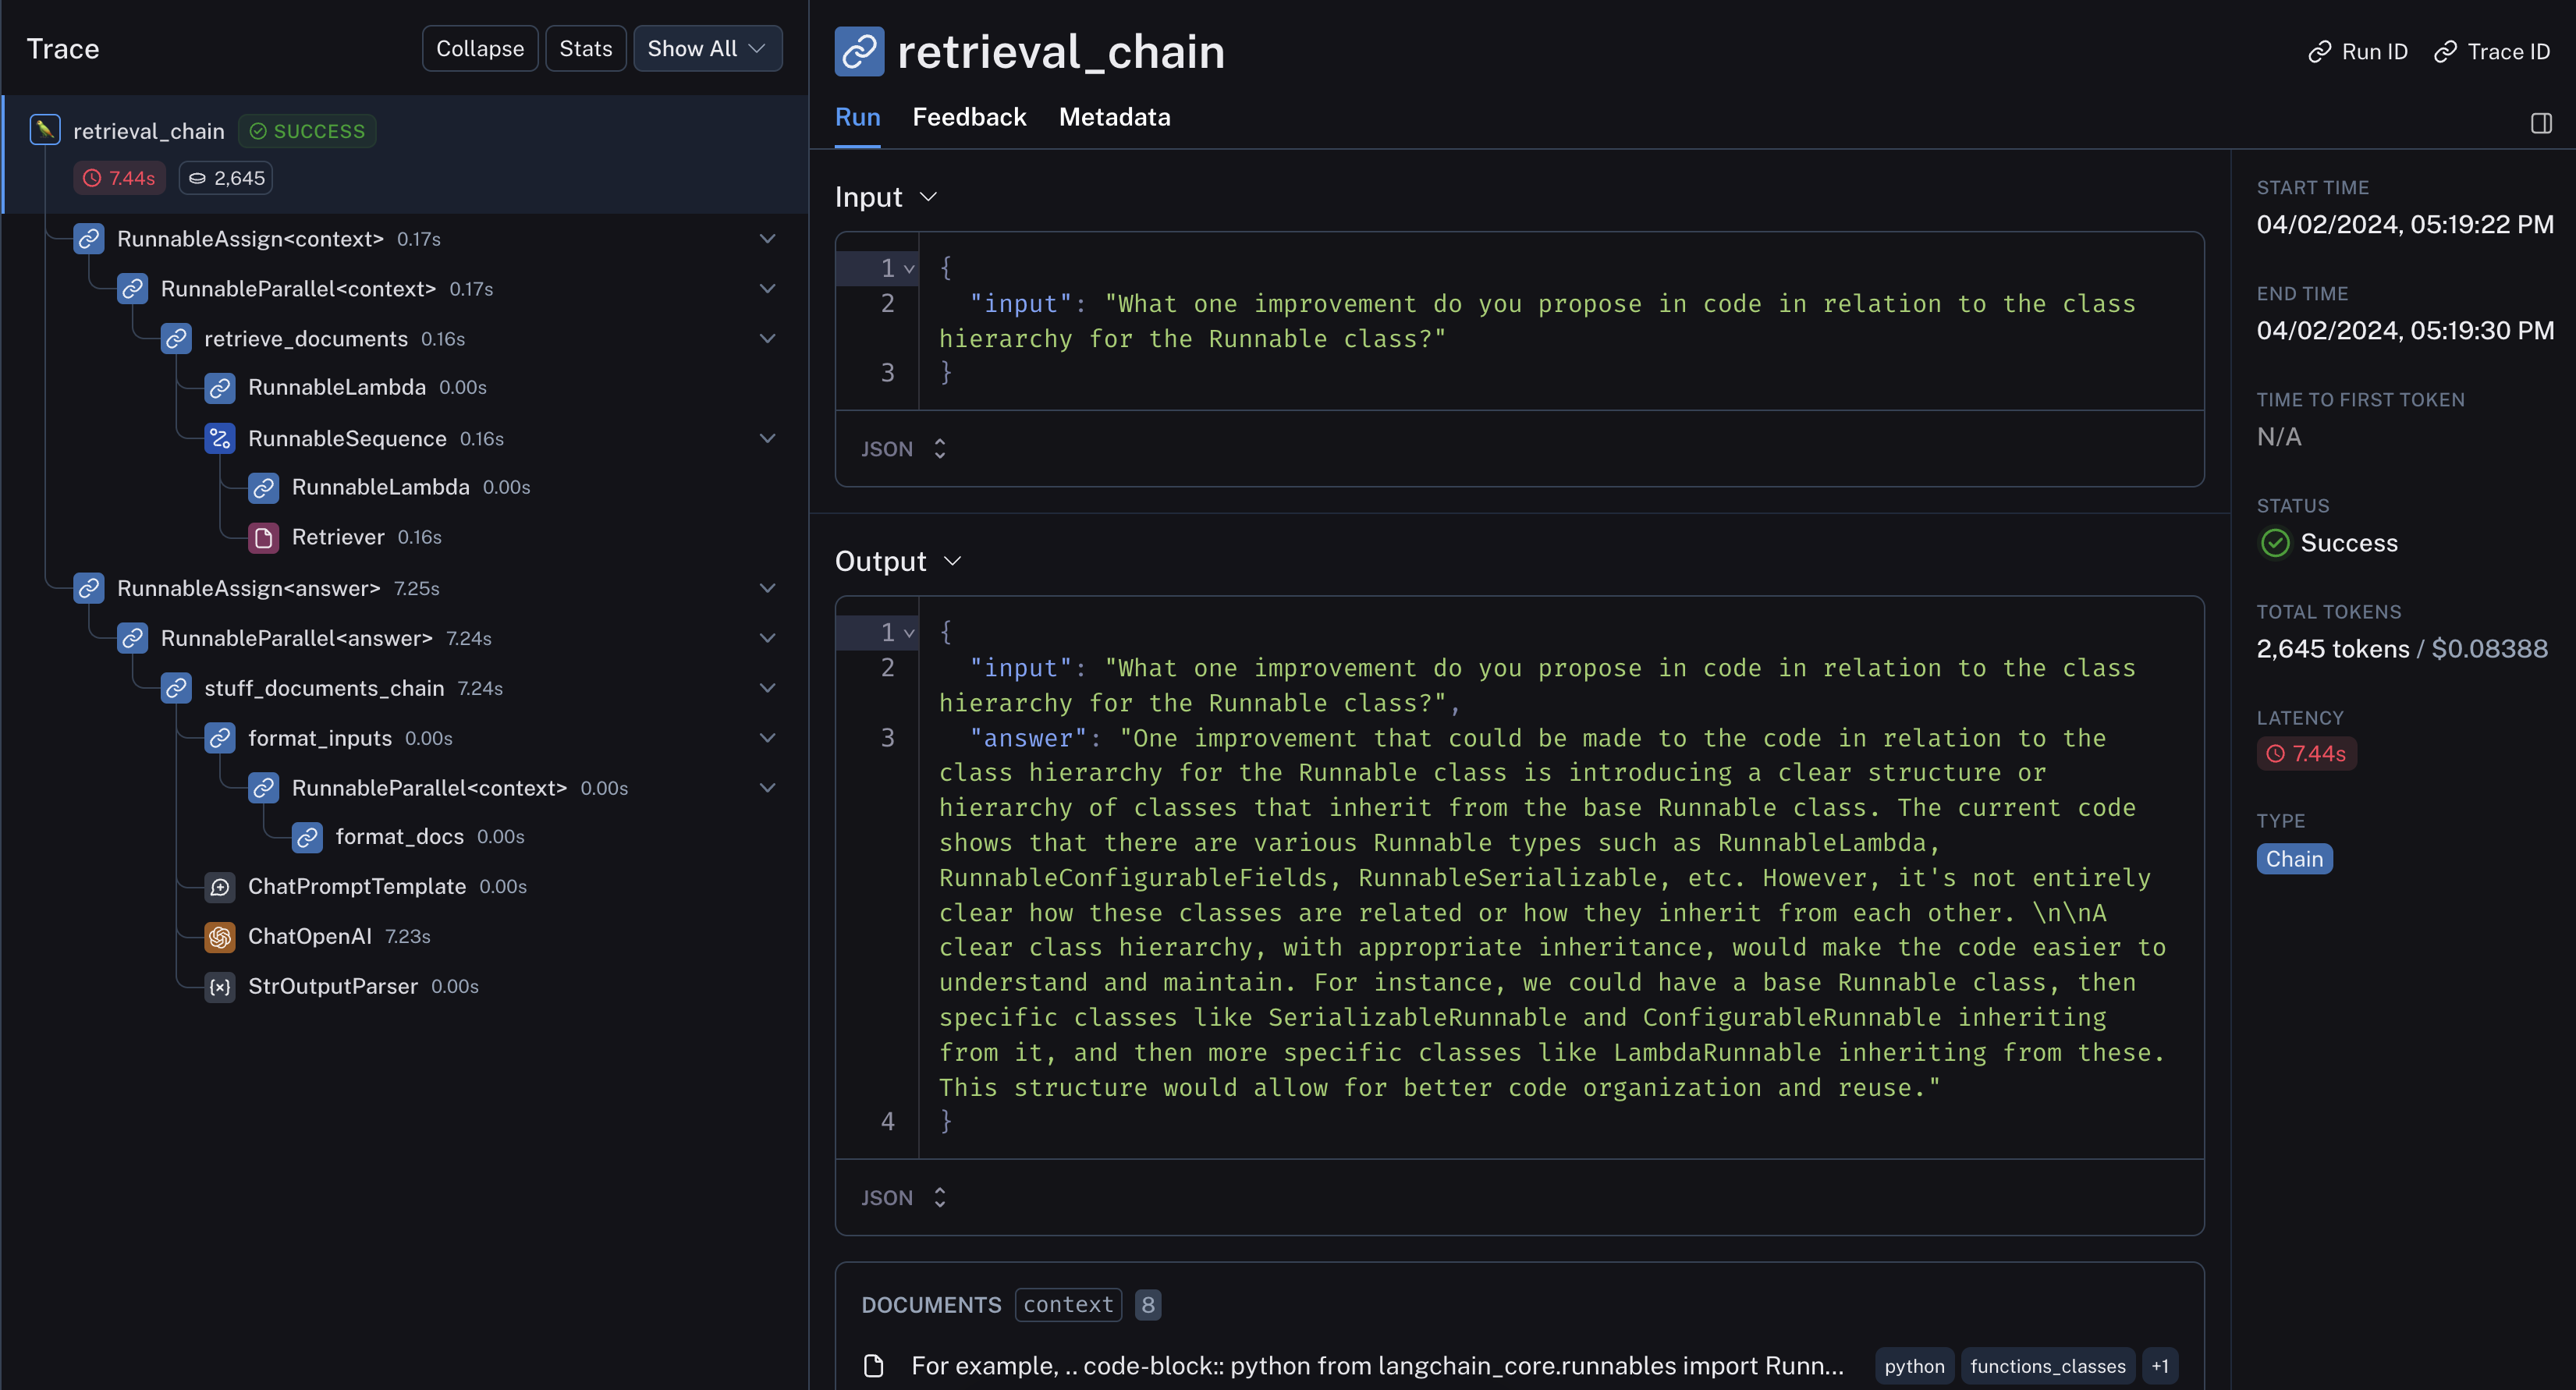 Trace
Collapse
Stats
Show All
retrieval_chain
SUCCESS
7.44s
2,645
RunnableAssign<context> 0.17s
RunnableParallel<context> 0.17s
retrieve_documents 0.16s
RunnableLambda 0.00s
RunnableSequence 0.16s
RunnableLambda 0.00s
Retriever 0.16s
RunnableAssign<answer> 7.25s
RunnableParallel<answer> 7.24s
stuff_documents_chain 7.24s
format_inputs 0.00s
RunnableParallel<context> 0.00s
format_docs 0.00s
ChatPromptTemplate 0.00s
ChatOpenAI 7.23s
StrOutputParser 0.00s
retrieval_chain
Run ID
Trace ID
Run
Feedback
Metadata
Input
1 {
2 "input": "What one improvement do you propose in code in relation to the class
hierarchy for the Runnable class?"
3 }
JSON
Output
1 {
2 "input": "What one improvement do you propose in code in relation to the class
hierarchy for the Runnable class?",
3 "answer": "One improvement that could be made to the code in relation to the
class hierarchy for the Runnable class is introducing a clear structure or
hierarchy of classes that inherit from the base Runnable class. The current code
shows that there are various Runnable types such as RunnableLambda,
RunnableConfigurableFields, RunnableSerializable, etc. However, it's not entirely
clear how these classes are related or how they inherit from each other. \n\nA
clear class hierarchy, with appropriate inheritance, would make the code easier to
understand and maintain. For instance, we could have a base Runnable class, then
specific classes like SerializableRunnable and ConfigurableRunnable inheriting
from it, and then more specific classes like LambdaRunnable inheriting from these.
This structure would allow for better code organization and reuse."
4 }
JSON
DOCUMENTS context 8
For example, .. code-block:: python from langchain_core.runnables import Runn...
python
functions_classes
+1
START TIME
04/02/2024, 05:19:22 PM
END TIME
04/02/2024, 05:19:30 PM
TIME TO FIRST TOKEN
N/A
STATUS
Success
TOTAL TOKENS
2,645 tokens / $0.08388
LATENCY
7.44s
TYPE
Chain